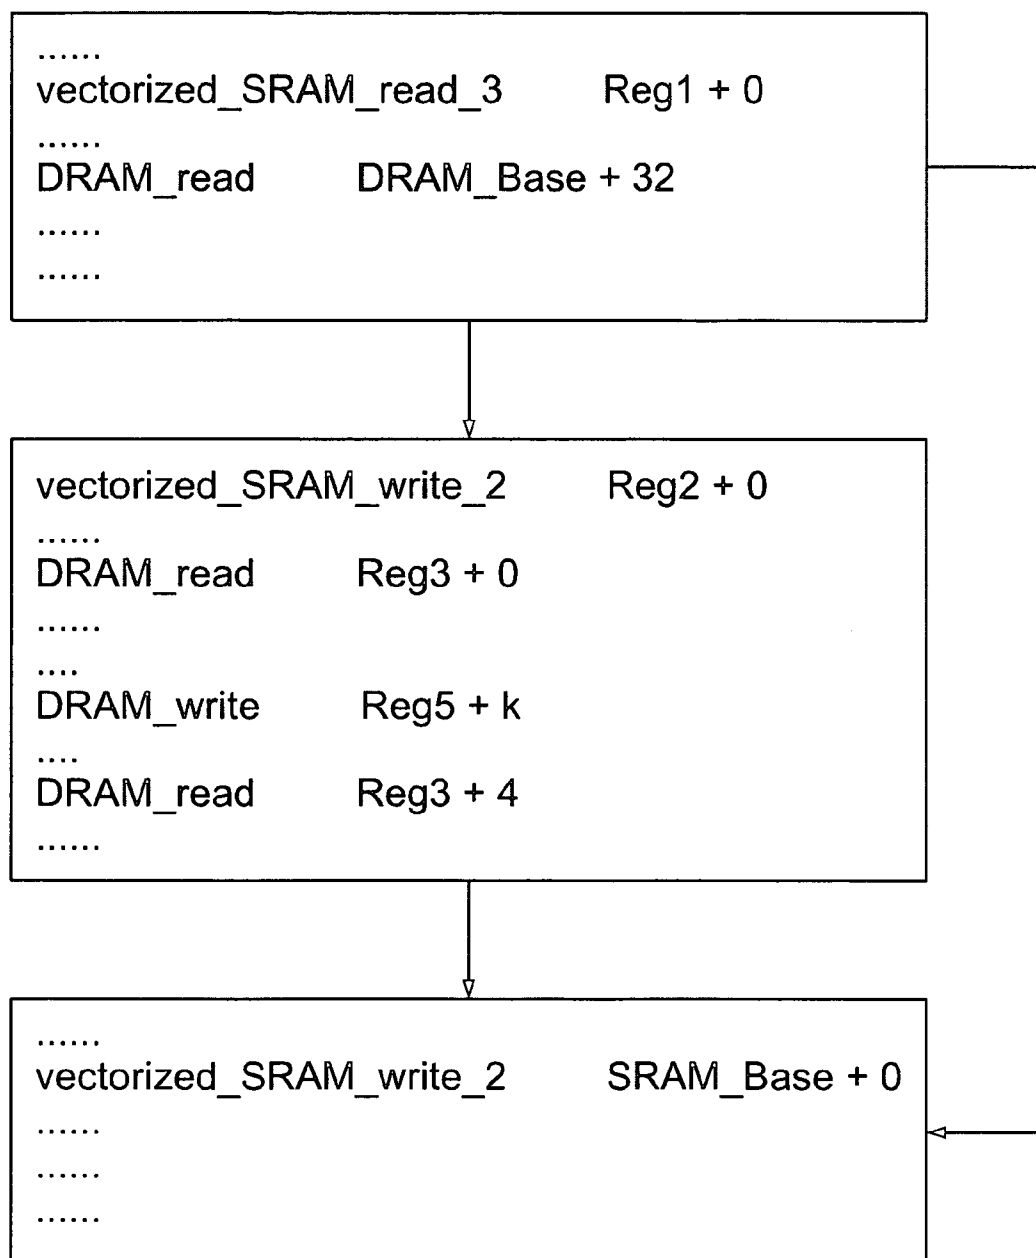 ......
vectorized_SRAM_read_3 Reg1 + 0
......
DRAM_read DRAM_Base + 32
......
......
vectorized_SRAM_write_2 Reg2 + 0
......
DRAM_read Reg3 + 0
......
....
DRAM_write Reg5 + k
....
DRAM_read Reg3 + 4
......
......
vectorized_SRAM_write_2 SRAM_Base + 0
......
......
......